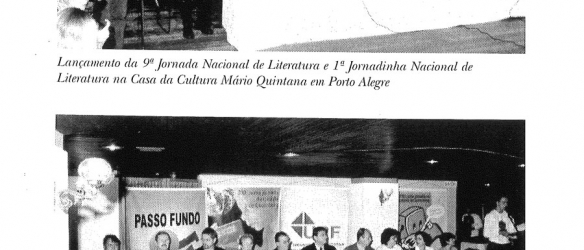 Lançamento da 9ª Jornada Nacional de Literatura e 1ª Jornadinha Nacional de
Literatura na Casa da Cultura Mário Quintana em Porto Alegre
PASSO FUNDO
UPF